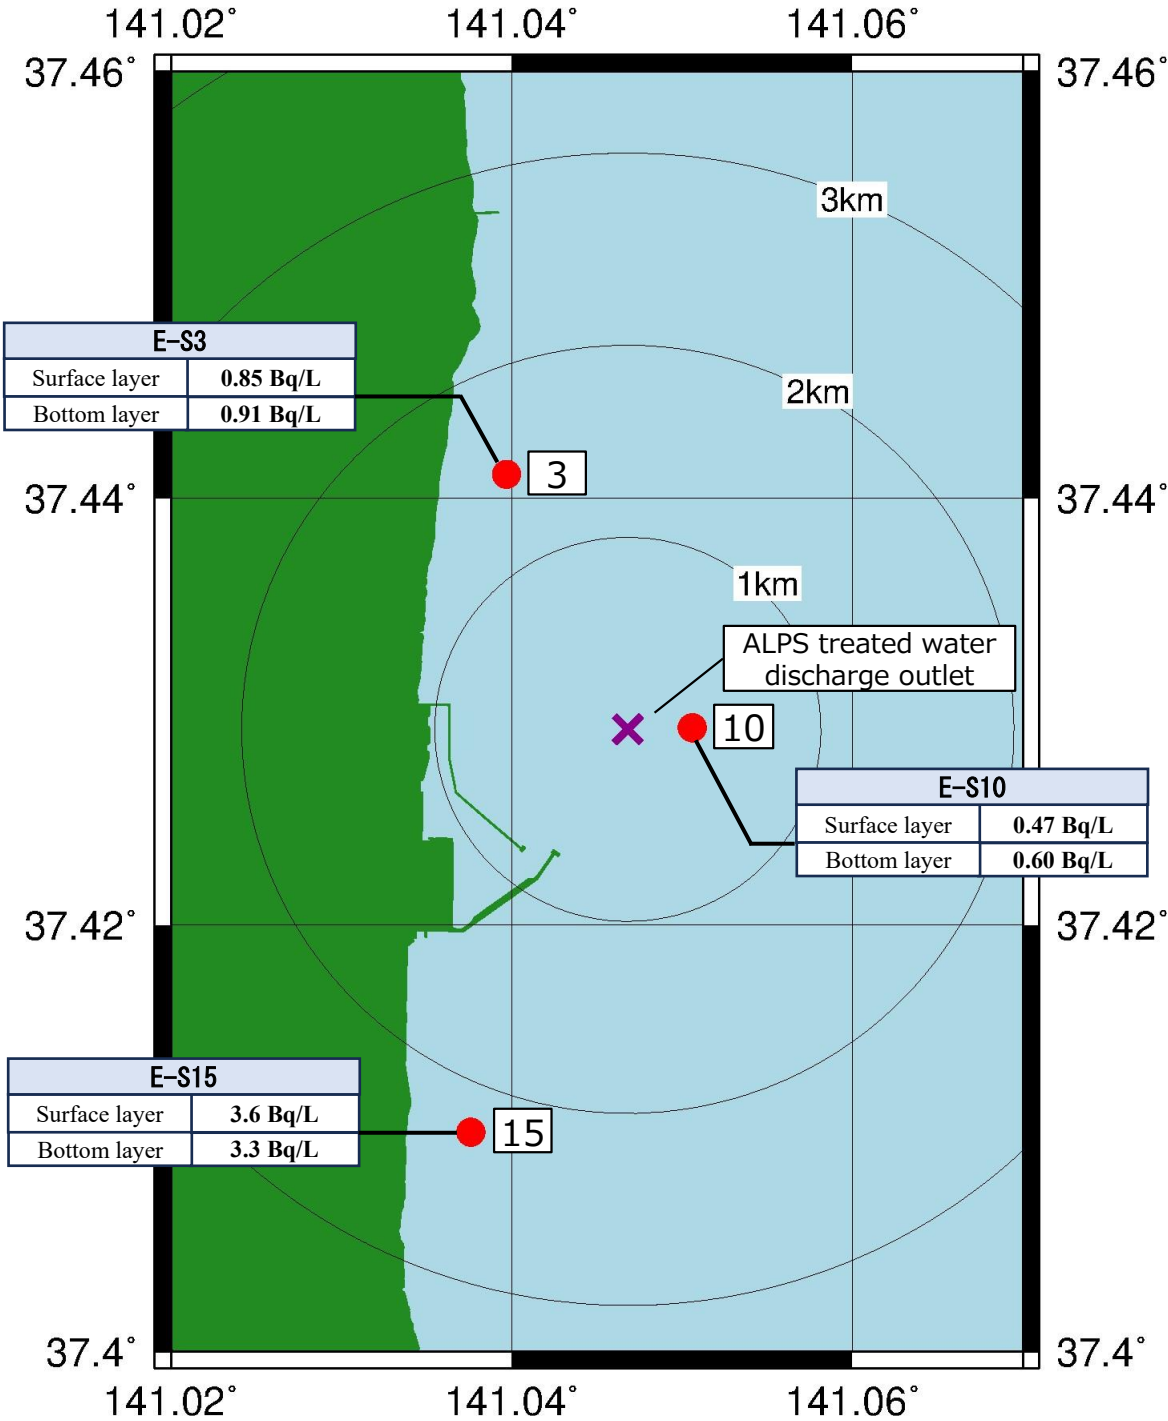 141.02° 141.04° 141.06°
37.46° 37.46°
3km
E-S3
Surface layer 0.85 Bq/L
Bottom layer 0.91 Bq/L
2km
3
37.44° 37.44°
1km
ALPS treated water
discharge outlet
10
E-S10
Surface layer 0.47 Bq/L
Bottom layer 0.60 Bq/L
37.42° 37.42°
E-S15
Surface layer 3.6 Bq/L
Bottom layer 3.3 Bq/L
15
37.4° 37.4°
141.02° 141.04° 141.06°